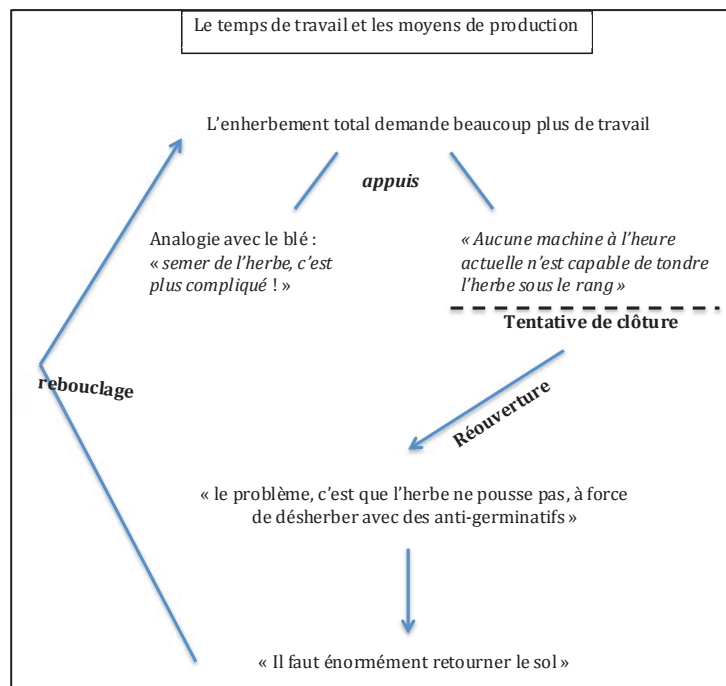 Le temps de travail et les moyens de production
L'enherbement total demande beaucoup plus de travail
appuis
Analogie avec le blé :
« semer de l'herbe, c'est
plus compliqué ! »
« Aucune machine à l'heure
actuelle n'est capable de tondre
l'herbe sous le rang »
Tentative de clôture
rebouclage
Réouverture
« le problème, c'est que l'herbe ne pousse pas, à force
de désherber avec des anti-germinatifs »
« Il faut énormément retourner le sol »